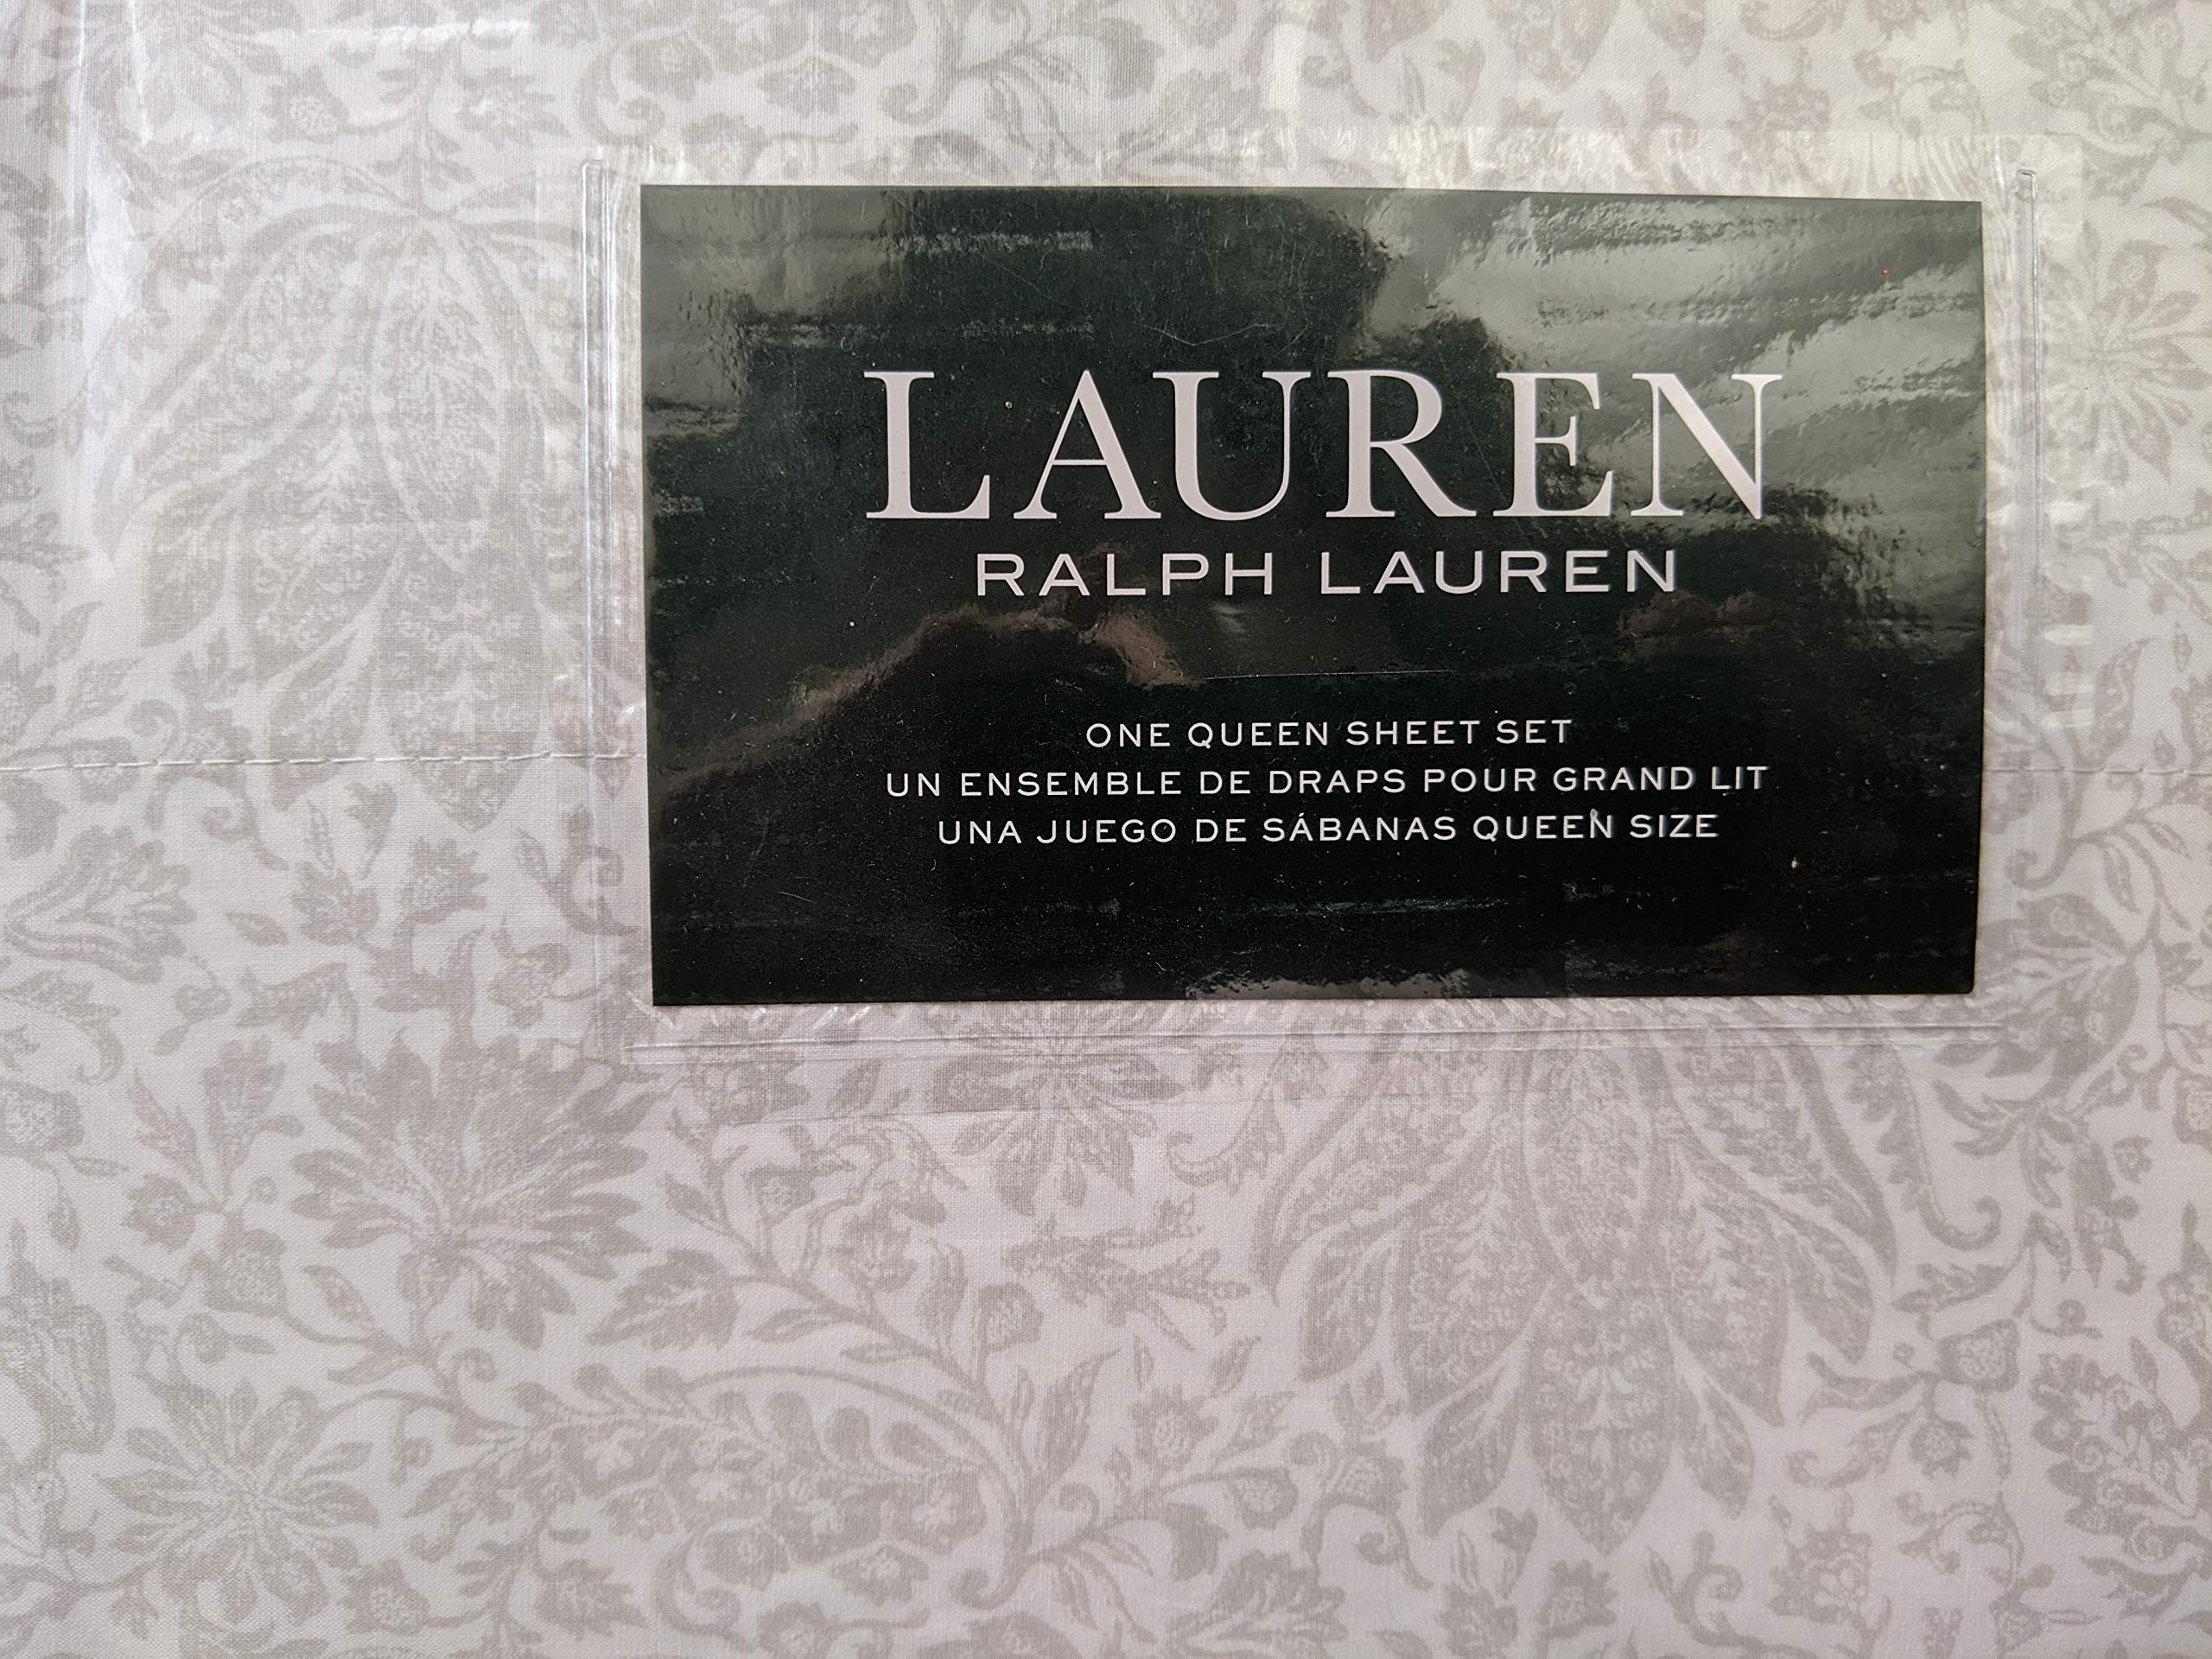 LAUREN
RALPH LAUREN
ONE QUEEN SHEET SET
UN ENSEMBLE DE DRAPS POUR GRAND LIT
UNA JUEGO DE SÁBANAS QUEEN SIZE